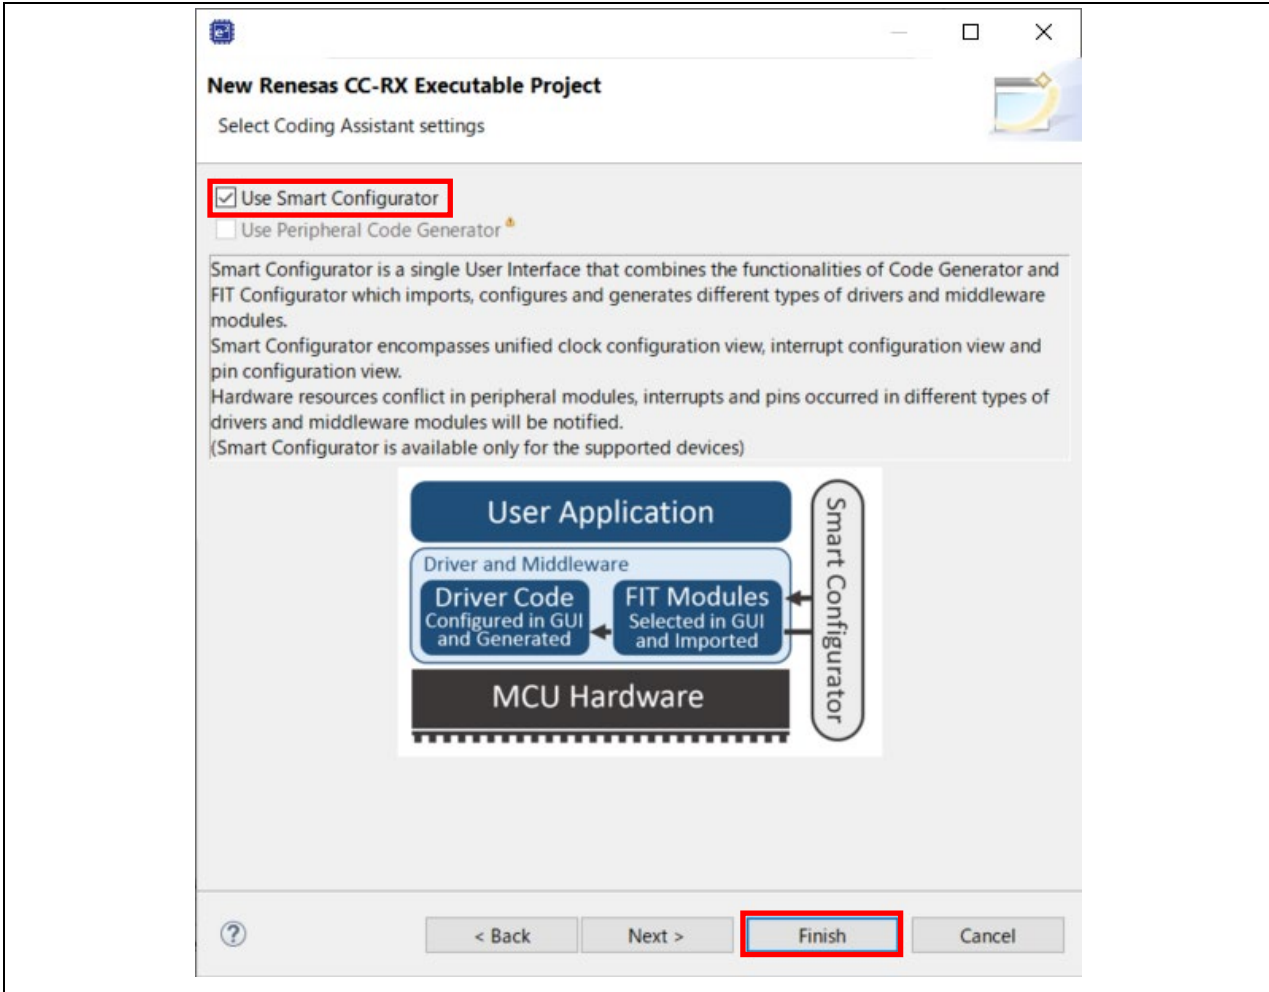 New Renesas CC-RX Executable Project
Select Coding Assistant settings
Use Smart Configurator
Use Peripheral Code Generator
Smart Configurator is a single User Interface that combines the functionalities of Code Generator and
FIT Configurator which imports, configures and generates different types of drivers and middleware
modules.
Smart Configurator encompasses unified clock configuration view, interrupt configuration view and
pin configuration view.
Hardware resources conflict in peripheral modules, interrupts and pins occurred in different types of
drivers and middleware modules will be notified.
(Smart Configurator is available only for the supported devices)
User Application
Driver and Middleware
Driver Code
Configured in GUI
and Generated
FIT Modules
Selected in GUI
and Imported
MCU Hardware
Smart Configurator
< Back
Next >
Finish
Cancel